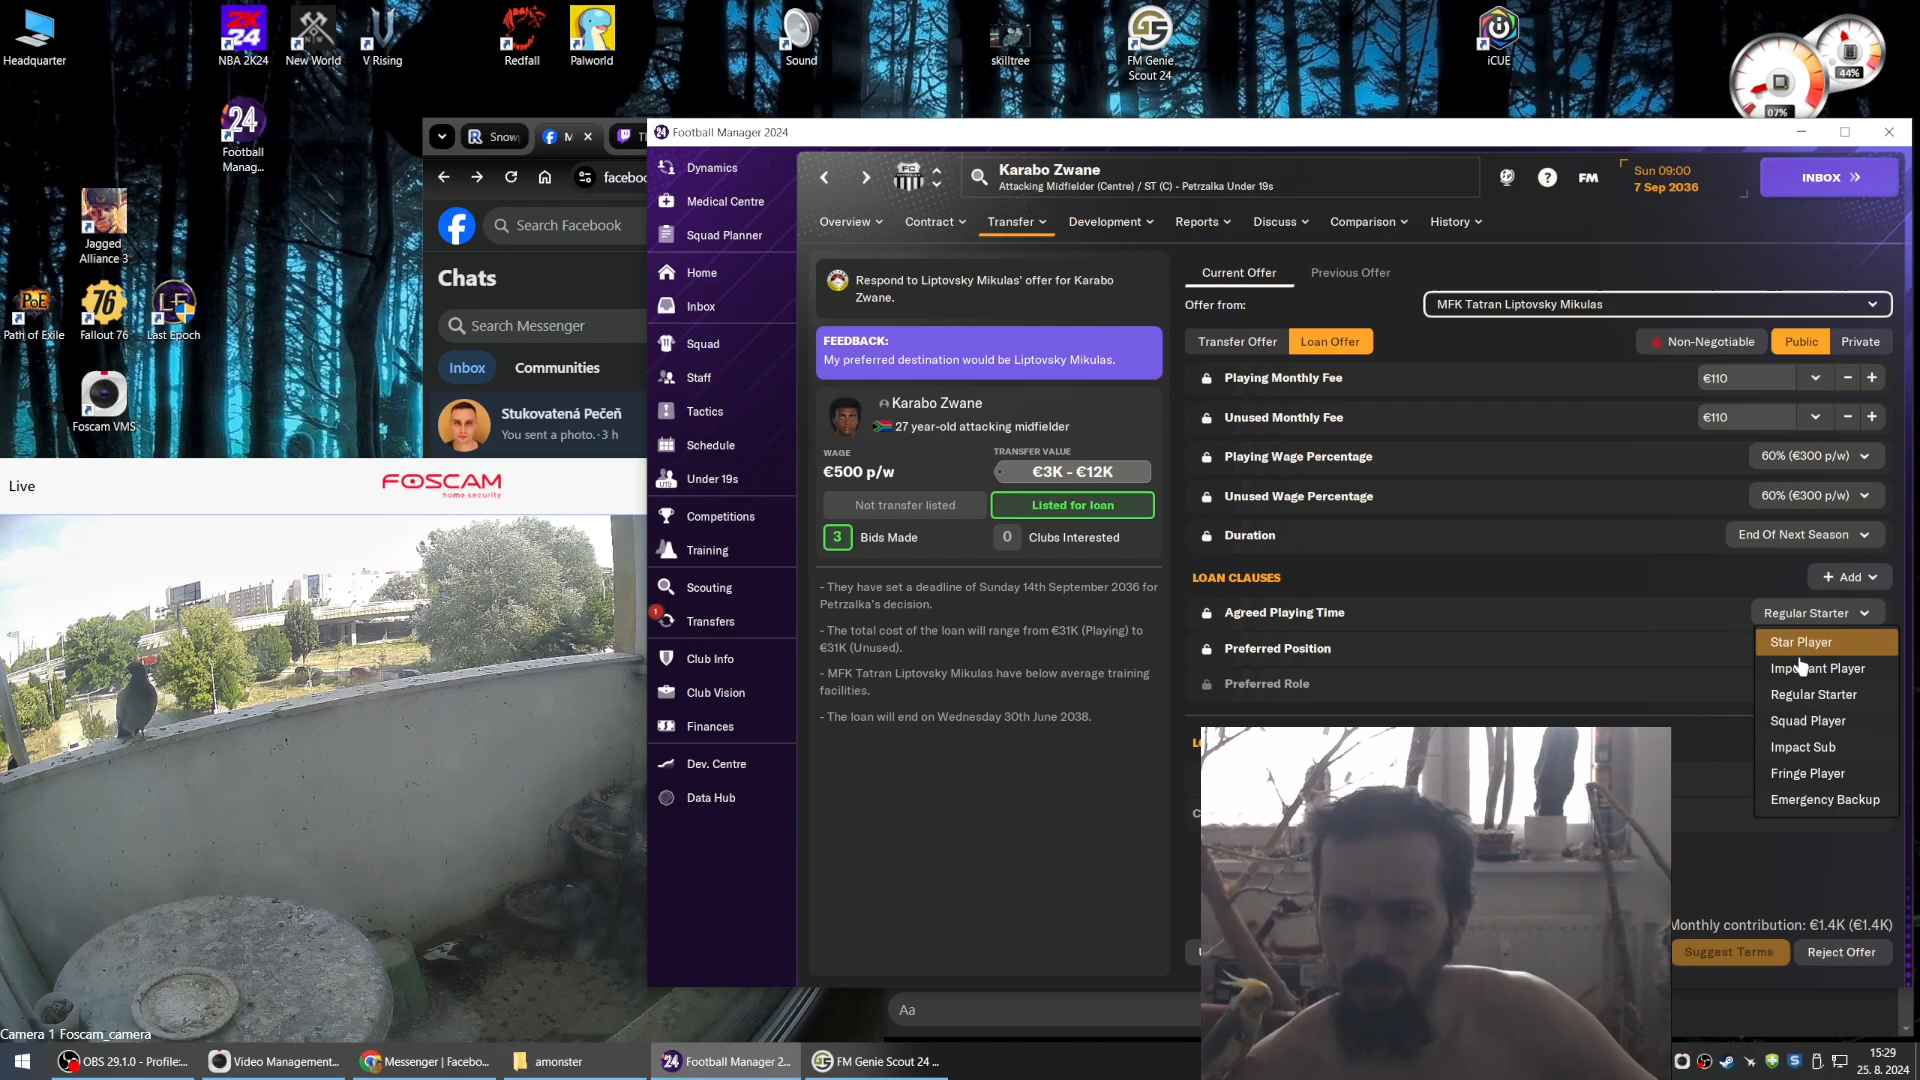 Headquarter
NBA 2K24
New World
V Rising
Redfall
Palworld
Sound
skilltree
FM Genie
Scout 24
iCUE
44%
07%
Football
Manag...
Jagged
Alliance 3
Path of Exile
Fallout 76
Last Epoch
Foscam VMS
Snow
M
Football Manager 2024
facebo
Search Facebook
Chats
Search Messenger
Inbox
Communities
Stukovatená Pečeň
You sent a photo. · 3 h
Live
FOSCAM
home security
Camera 1 Foscam_camera
Dynamics
Medical Centre
Squad Planner
Home
Inbox
Squad
Staff
Tactics
Schedule
Under 19s
Competitions
Training
Scouting
1
Transfers
Club Info
Club Vision
Finances
Dev. Centre
Data Hub
Karabo Zwane
Attacking Midfielder (Centre) / ST (C) - Petrzalka Under 19s
FM
Sun 09:00
7 Sep 2036
INBOX
Overview
Contract
Transfer
Development
Reports
Discuss
Comparison
History
Respond to Liptovsky Mikulas' offer for Karabo
Zwane.
FEEDBACK:
My preferred destination would be Liptovsky Mikulas.
Karabo Zwane
27 year-old attacking midfielder
WAGE
€500 p/w
TRANSFER VALUE
€3K - €12K
Not transfer listed
Listed for loan
3 Bids Made
0 Clubs Interested
- They have set a deadline of Sunday 14th September 2036 for
Petrzalka's decision.
- The total cost of the loan will range from €31K (Playing) to
€31K (Unused).
- MFK Tatran Liptovsky Mikulas have below average training
facilities.
- The loan will end on Wednesday 30th June 2038.
Current Offer
Previous Offer
Offer from:
MFK Tatran Liptovsky Mikulas
Transfer Offer
Loan Offer
Non-Negotiable
Public
Private
Playing Monthly Fee
€110
Unused Monthly Fee
€110
Playing Wage Percentage
60% (€300 p/w)
Unused Wage Percentage
60% (€300 p/w)
Duration
End Of Next Season
LOAN CLAUSES
+ Add
Agreed Playing Time
Regular Starter
Preferred Position
Preferred Role
Star Player
Important Player
Regular Starter
Squad Player
Impact Sub
Fringe Player
Emergency Backup
Monthly contribution: €1.4K (€1.4K)
Suggest Terms
Reject Offer
Aa
OBS 29.1.0 - Profile:...
Video Management...
Messenger | Facebo...
amonster
Football Manager 2...
FM Genie Scout 24 ...
15:29
25. 8. 2024